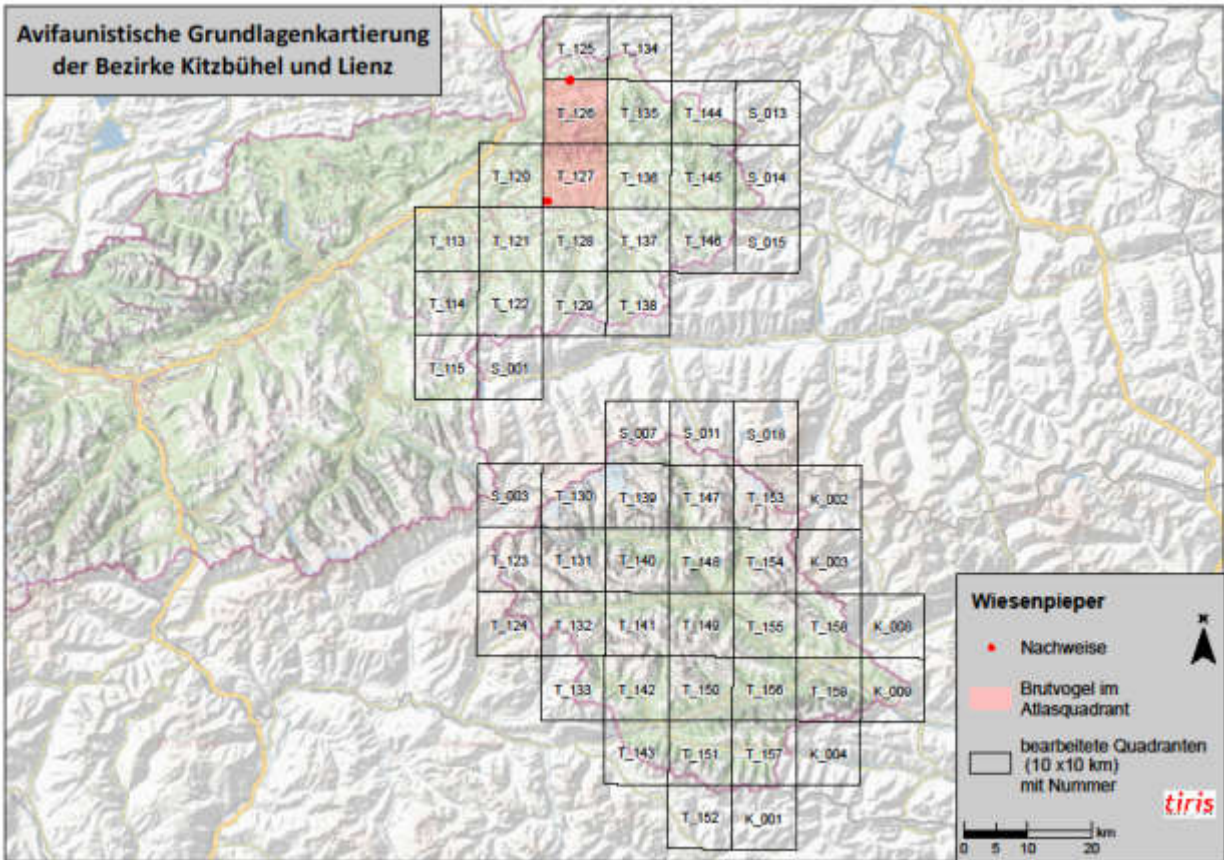 Avifaunistische Grundlagenkartierung
der Bezirke Kitzbühel und Lienz
T_125 T_134
T_126 T_135 T_144 S_013
T_120 T_127 T_136 T_145 S_014
T_113 T_121 T_128 T_137 T_146 S_015
T_114 T_122 T_129 T_138
T_115 S_001
S_007 S_011 S_016
S_003 T_130 T_139 T_147 T_153 K_002
T_123 T_131 T_140 T_148 T_154 K_003
T_124 T_132 T_141 T_149 T_155 T_158 K_008
T_133 T_142 T_150 T_156 T_159 K_009
T_143 T_151 T_157 K_004
T_152 K_001
Wiesenpieper
Nachweise
Brutvogel im
Atlasquadrant
bearbeitete Quadranten
(10 x10 km)
mit Nummer
tiris
km
0 5 10 20